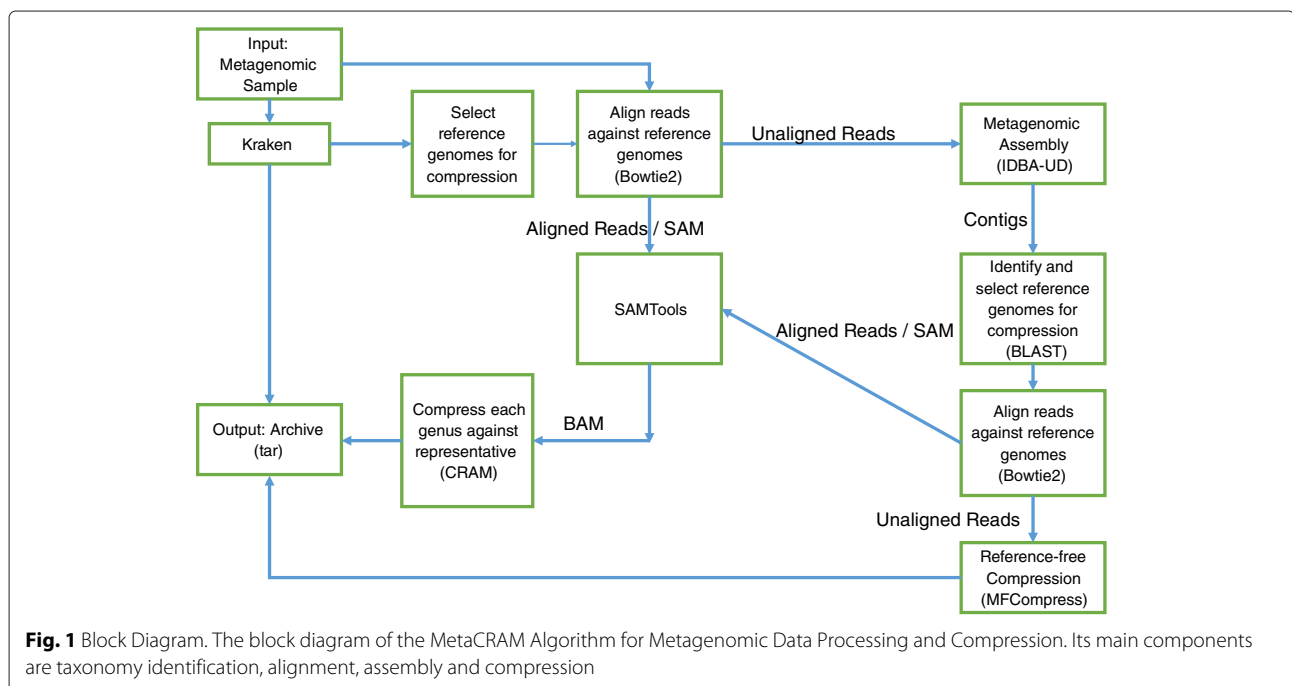 Input:
Metagenomic
Sample
Kraken
Select
reference
genomes for
compression
Align reads
against reference
genomes
(Bowtie2)
Unaligned Reads
Metagenomic
Assembly
(IDBA-UD)
Aligned Reads / SAM
Contigs
SAMTools
Identify and
select reference
genomes for
compression
(BLAST)
Aligned Reads / SAM
Output: Archive
(tar)
Compress each
genus against
representative
(CRAM)
BAM
Align reads
against reference
genomes
(Bowtie2)
Unaligned Reads
Reference-free
Compression
(MFCompress)
Fig. 1 Block Diagram. The block diagram of the MetaCRAM Algorithm for Metagenomic Data Processing and Compression. Its main components
are taxonomy identification, alignment, assembly and compression